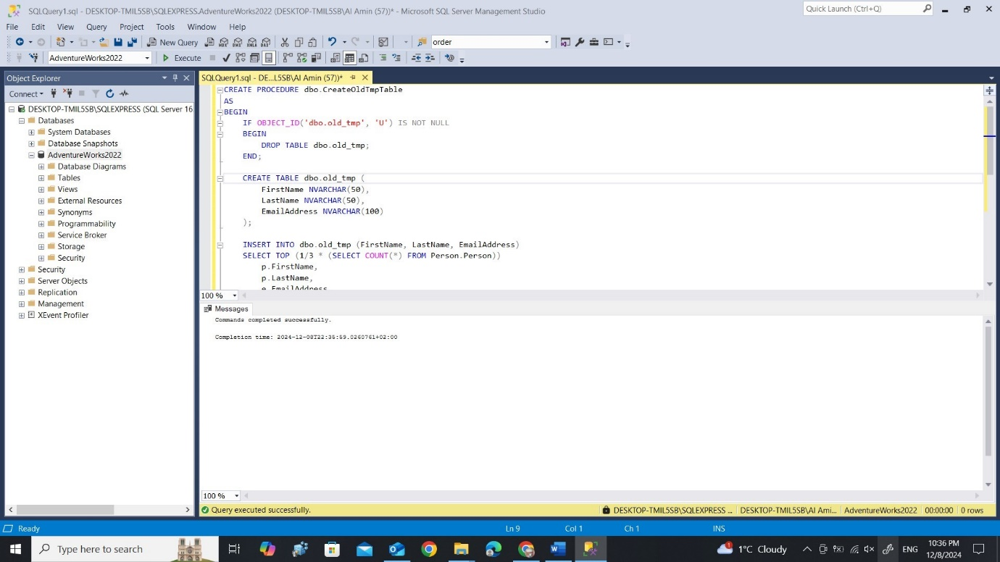 SQLQuery1.sql - DESKTOP-TMIL5SB\SQLEXPRESS.AdventureWorks2022 (DESKTOP-TMIL5SB\Al Amin (57))* - Microsoft SQL Server Management Studio
Quick Launch (Ctrl+Q)
File Edit View Query Project Tools Window Help
New Query
order
AdventureWorks2022
Execute
Object Explorer
Connect
DESKTOP-TMIL5SB\SQLEXPRESS (SQL Server 16
Databases
System Databases
Database Snapshots
AdventureWorks2022
Database Diagrams
Tables
Views
External Resources
Synonyms
Programmability
Service Broker
Storage
Security
Security
Server Objects
Replication
Management
XEvent Profiler
SQLQuery1.sql - DE...L5SB\Al Amin (57))*
CREATE PROCEDURE dbo.CreateOldTmpTable
AS
BEGIN
IF OBJECT_ID('dbo.old_tmp', 'U') IS NOT NULL
BEGIN
DROP TABLE dbo.old_tmp;
END;
CREATE TABLE dbo.old_tmp (
FirstName NVARCHAR(50),
LastName NVARCHAR(50),
EmailAddress NVARCHAR(100)
);
INSERT INTO dbo.old_tmp (FirstName, LastName, EmailAddress)
SELECT TOP (1/3 * (SELECT COUNT(*) FROM Person.Person))
p.FirstName,
p.LastName,
e.EmailAddress
100 %
Messages
Commands completed successfully.
Completion time: 2024-12-08T22:35:59.0260761+02:00
100 %
Query executed successfully.
DESKTOP-TMIL5SB\SQLEXPRESS ... DESKTOP-TMIL5SB\Al Ami... AdventureWorks2022 00:00:00 0 rows
Ready
Ln 9 Col 1 Ch 1 INS
Type here to search
1 1°C Cloudy
ENG
10:36 PM
12/8/2024